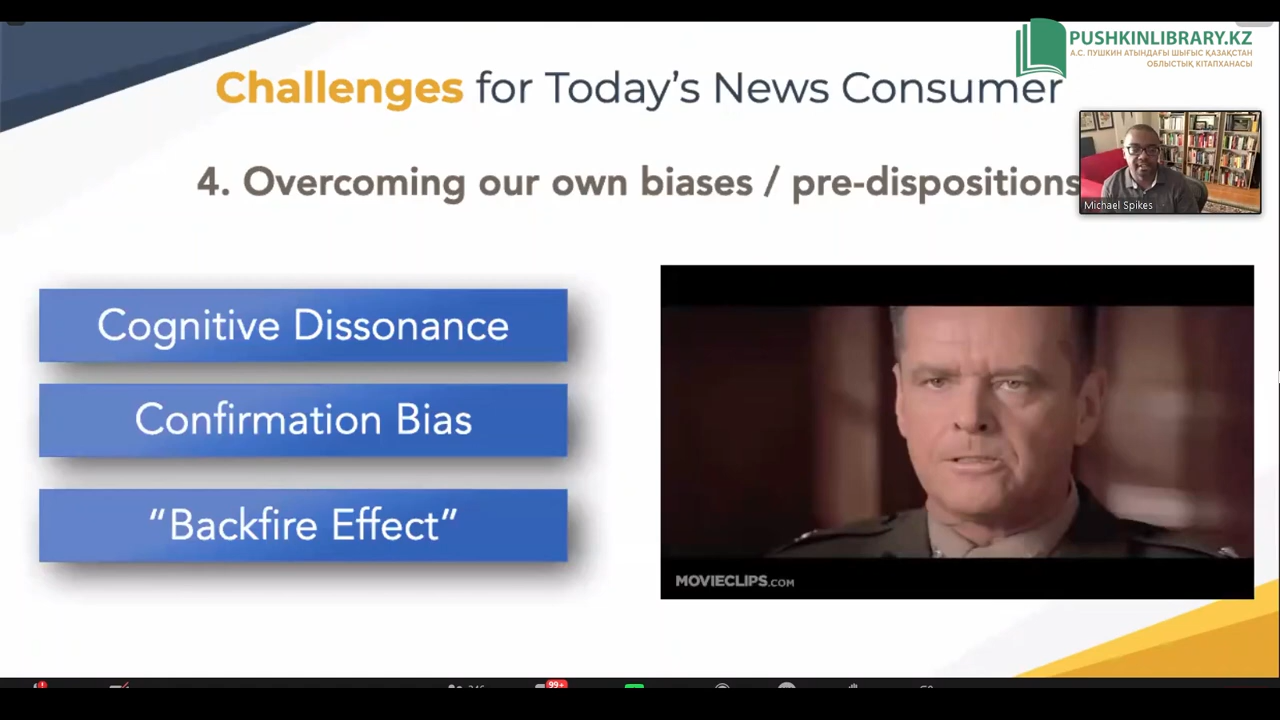 PUSHKINLIBRARY.KZ
А.С. ПУШКИН АТЫНДАҒЫ ШЫҒЫС ҚАЗАҚСТАН
ОБЛЫСТЫҚ КІТАПХАНАСЫ
Challenges for Today's News Consumer
4. Overcoming our own biases / pre-dispositions
Michael Spikes
Cognitive Dissonance
Confirmation Bias
“Backfire Effect”
MOVIECLIPS.COM
99+